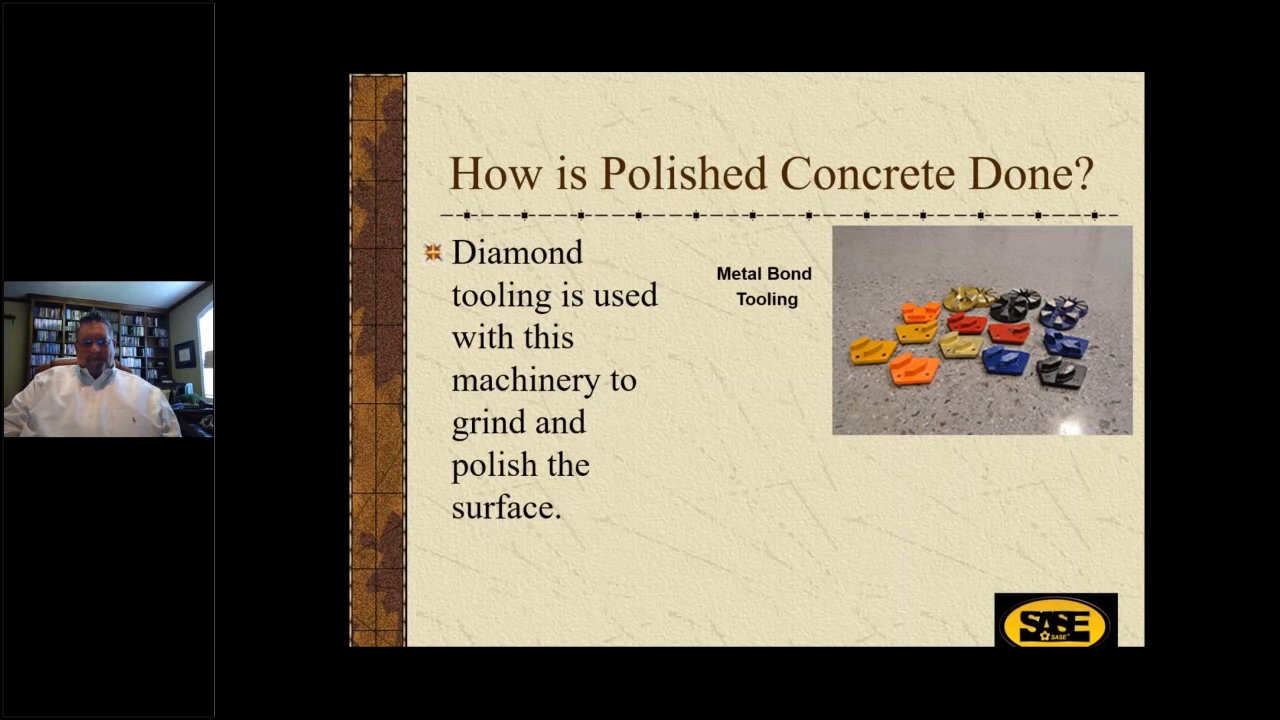 How is Polished Concrete Done?
Diamond
tooling is used
with this
machinery to
grind and
polish the
surface.
Metal Bond
Tooling
SASE
SASE